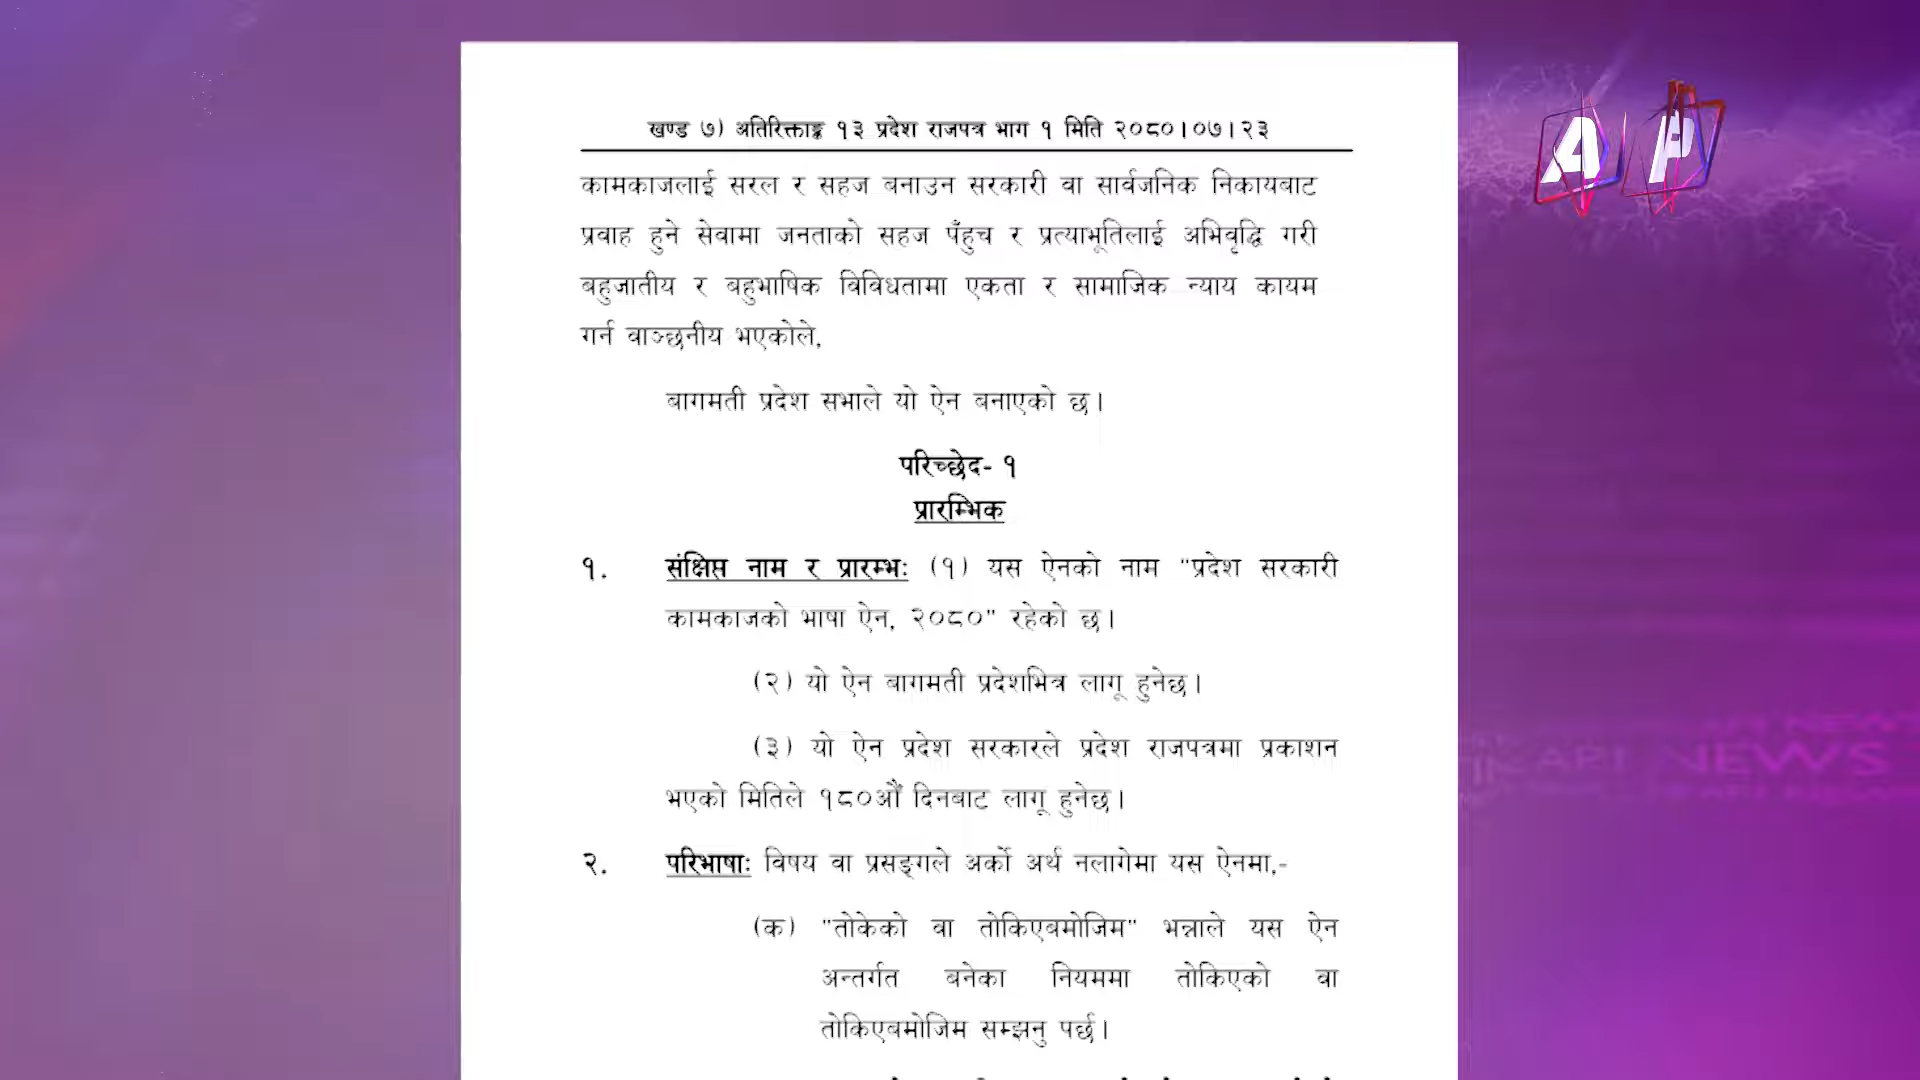 खण्ड ७) अतिरिक्ताङ्क १३ प्रदेश राजपत्र भाग १ मिति २०८०।०७।२३
कामकाजलाई सरल र सहज बनाउन सरकारी वा सार्वजनिक निकायबाट
प्रवाह हुने सेवामा जनताको सहज पँहुच र प्रत्याभूतिलाई अभिवृद्धि गरी
बहुजातीय र बहुभाषिक विविधतामा एकता र सामाजिक न्याय कायम
गर्न वाञ्छनीय भएकोले,
बागमती प्रदेश सभाले यो ऐन बनाएको छ।
परिच्छेद- १
प्रारम्भिक
१. संक्षिप्त नाम र प्रारम्भः (१) यस ऐनको नाम "प्रदेश सरकारी
कामकाजको भाषा ऐन, २०८०" रहेको छ।
(२) यो ऐन बागमती प्रदेशभित्र लागू हुनेछ।
(३) यो ऐन प्रदेश सरकारले प्रदेश राजपत्रमा प्रकाशन
भएको मितिले १८०औँ दिनबाट लागू हुनेछ।
२. परिभाषाः विषय वा प्रसङ्गले अर्को अर्थ नलागेमा यस ऐनमा,-
(क) "तोकेको वा तोकिएबमोजिम" भन्नाले यस ऐन
अन्तर्गत बनेका नियममा तोकिएको वा
तोकिएबमोजिम सम्झनु पर्छ।
AP
NEWS